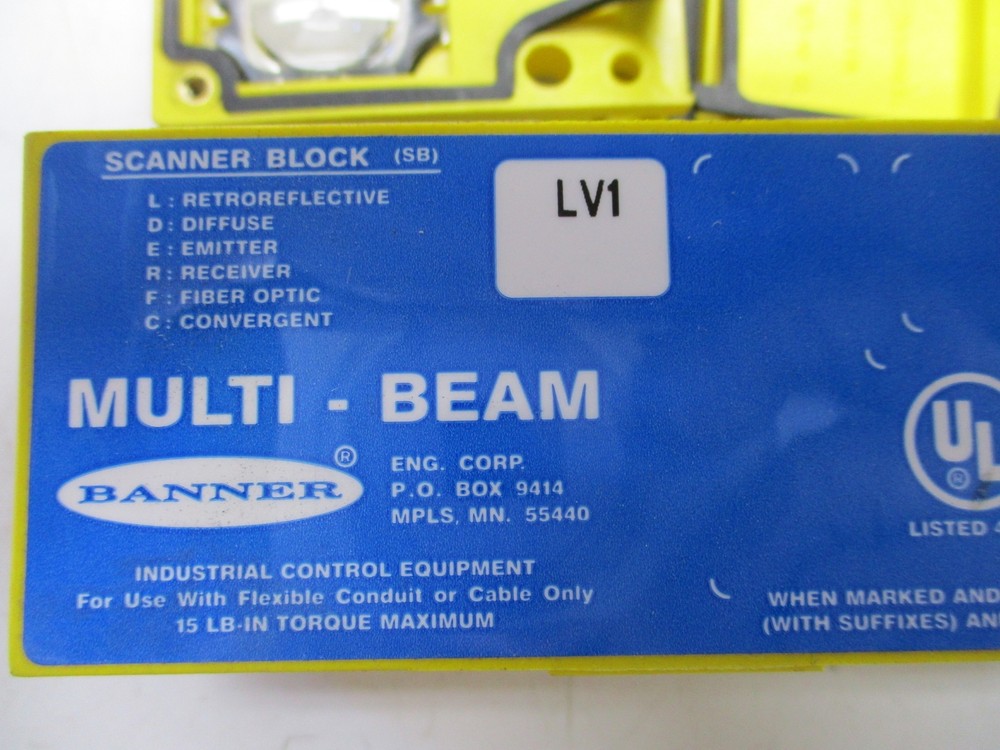 SCANNER BLOCK (SB)
L : RETROREFLECTIVE
D : DIFFUSE
E : EMITTER
R : RECEIVER
F : FIBER OPTIC
C : CONVERGENT
LV1
MULTI - BEAM
BANNER ®
ENG. CORP.
P.O. BOX 9414
MPLS, MN. 55440
INDUSTRIAL CONTROL EQUIPMENT
For Use With Flexible Conduit or Cable Only
15 LB-IN TORQUE MAXIMUM
UL
®
LISTED
WHEN MARKED AND
(WITH SUFFIXES)